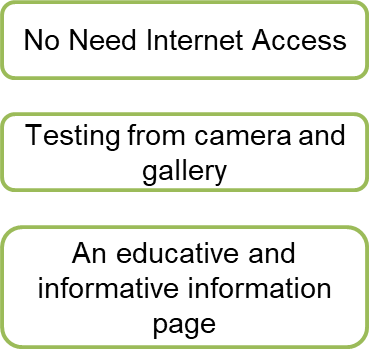 No Need Internet Access
Testing from camera and
gallery
An educative and
informative information
page